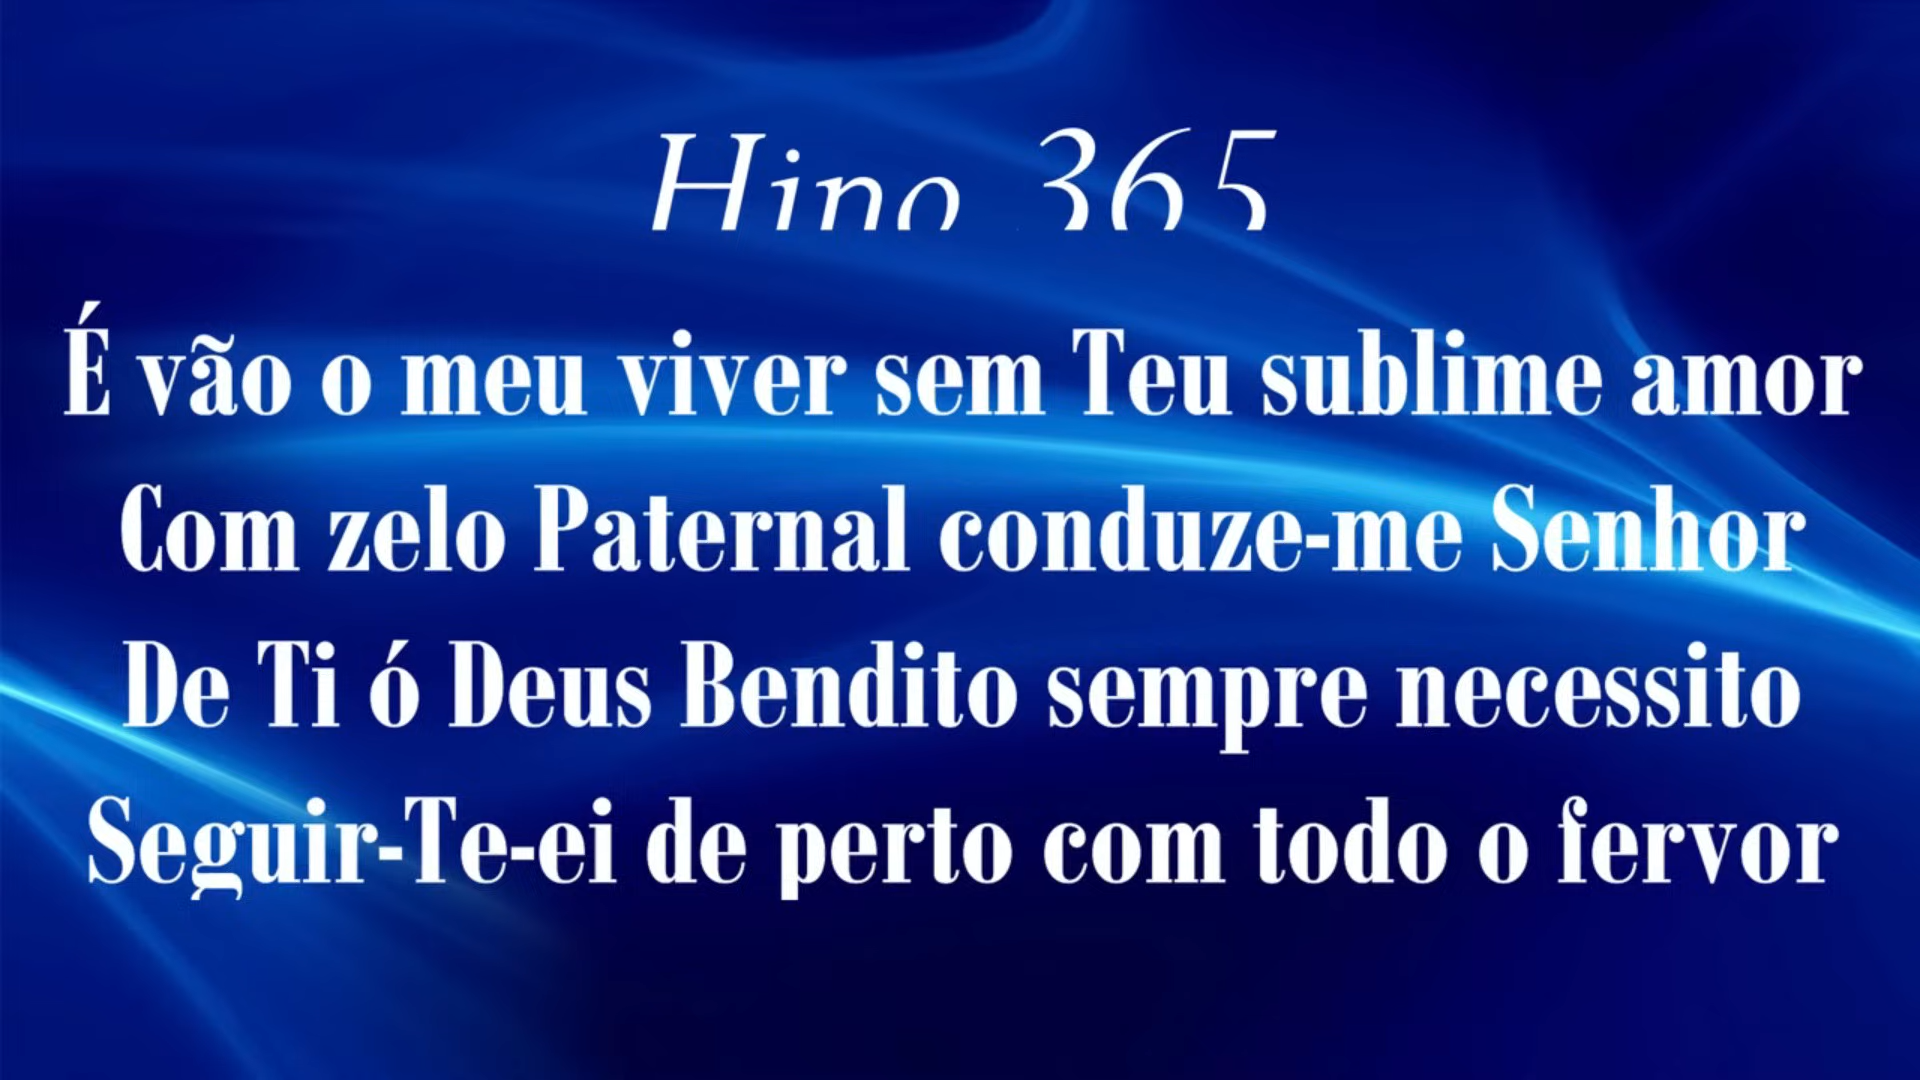 Hino 365
É vão o meu viver sem Teu sublime amor
Com zelo Paternal conduze-me Senhor
De Ti ó Deus Bendito sempre necessito
Seguir-Te-ei de perto com todo o fervor